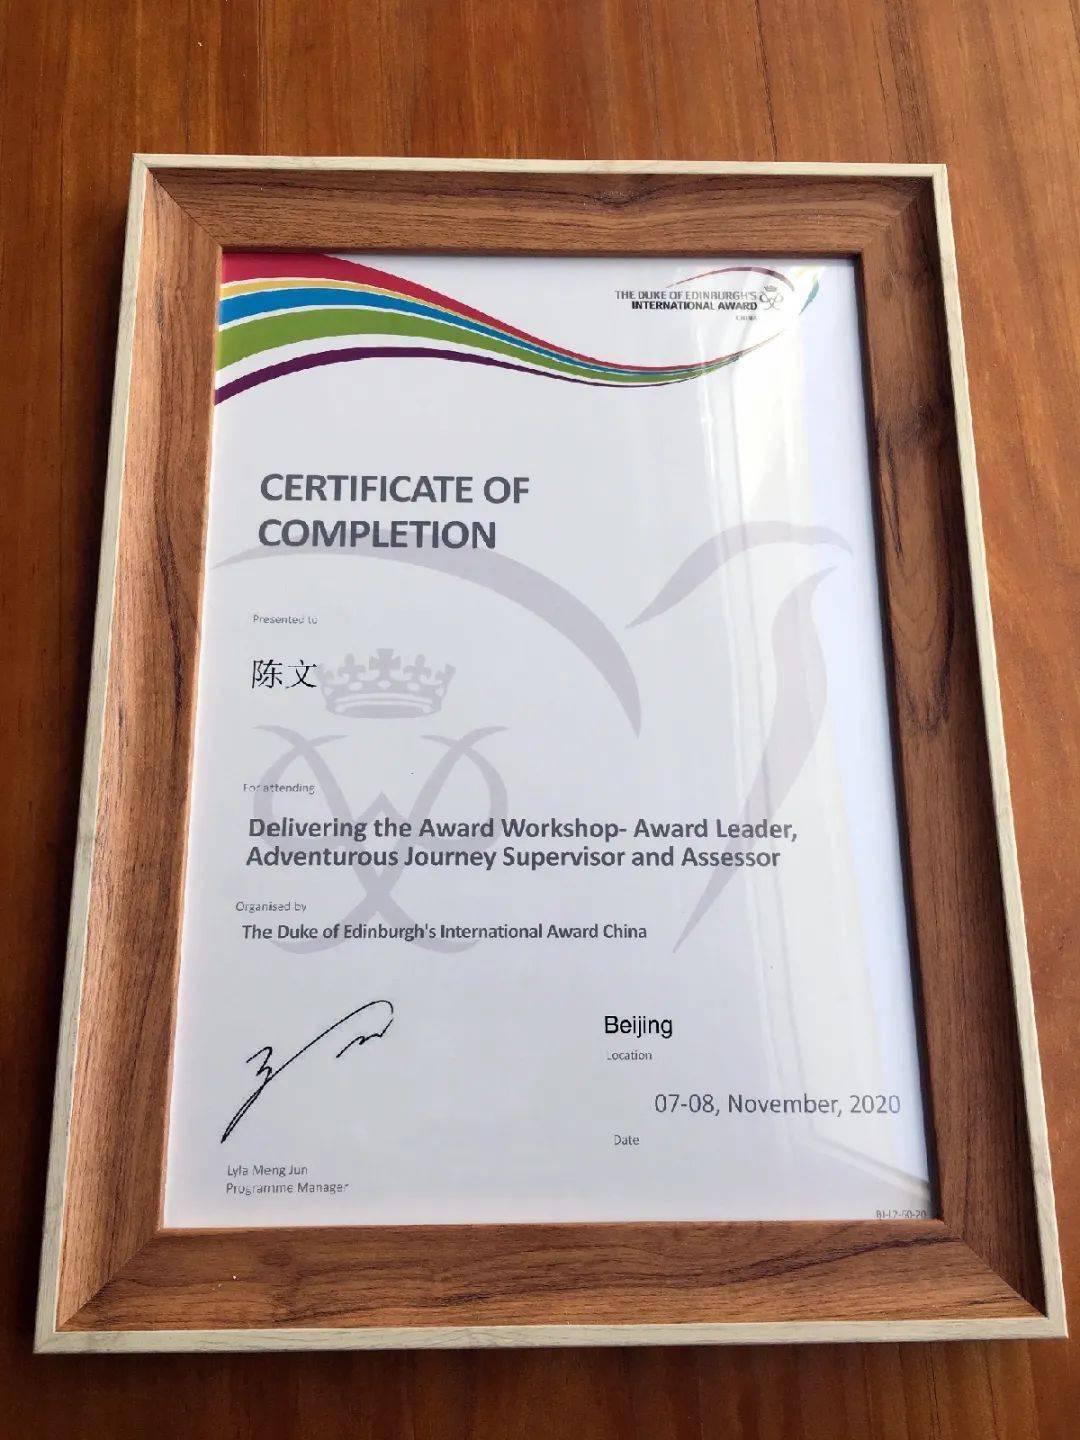 THE DUKE OF EDINBURGH'S
INTERNATIONAL AWARD
CHINA
CERTIFICATE OF
COMPLETION
Presented to
陈文
For attending
Delivering the Award Workshop- Award Leader,
Adventurous Journey Supervisor and Assessor
Organised by
The Duke of Edinburgh's International Award China
Beijing
Location
07-08, November, 2020
Date
Lyla Meng Jun
Programme Manager